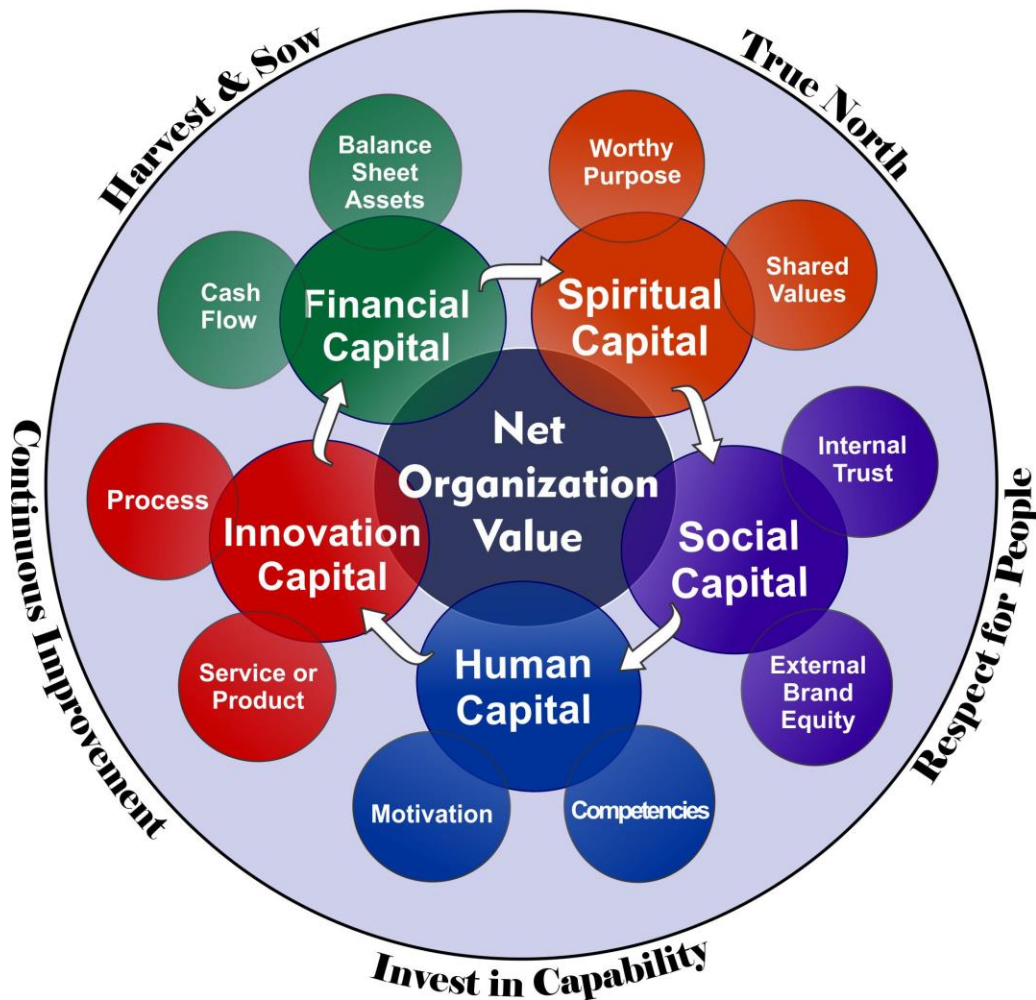 Harvest & Sow
True North
Respect for People
Invest in Capability
Continuous Improvement
Balance
Sheet
Assets
Cash
Flow
Financial
Capital
Worthy
Purpose
Shared
Values
Spiritual
Capital
Net
Organization
Value
Internal
Trust
Social
Capital
External
Brand
Equity
Human
Capital
Competencies
Motivation
Innovation
Capital
Process
Service or
Product